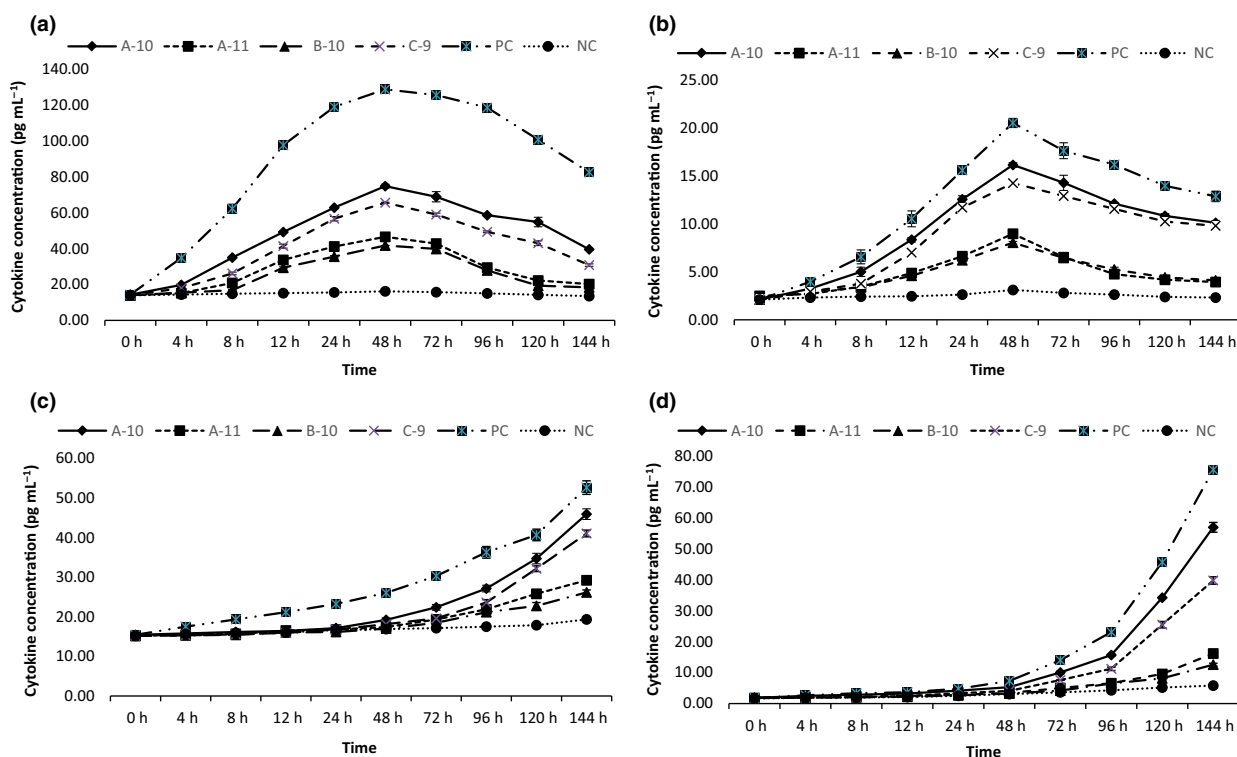 (a)
A-10 A-11 B-10 C-9 PC NC
Cytokine concentration (pg mL⁻¹)
140.00
120.00
100.00
80.00
60.00
40.00
20.00
0.00
0 h 4 h 8 h 12 h 24 h 48 h 72 h 96 h 120 h 144 h
Time
(b)
A-10 A-11 B-10 C-9 PC NC
Cytokine concentration (pg mL⁻¹)
25.00
20.00
15.00
10.00
5.00
0.00
0 h 4 h 8 h 12 h 24 h 48 h 72 h 96 h 120 h 144 h
Time
(c)
A-10 A-11 B-10 C-9 PC NC
Cytokine concentration (pg mL⁻¹)
60.00
50.00
40.00
30.00
20.00
10.00
0.00
0 h 4 h 8 h 12 h 24 h 48 h 72 h 96 h 120 h 144 h
Time
(d)
A-10 A-11 B-10 C-9 PC NC
Cytokine concentration (pg mL⁻¹)
80.00
70.00
60.00
50.00
40.00
30.00
20.00
10.00
0.00
0 h 4 h 8 h 12 h 24 h 48 h 72 h 96 h 120 h 144 h
Time